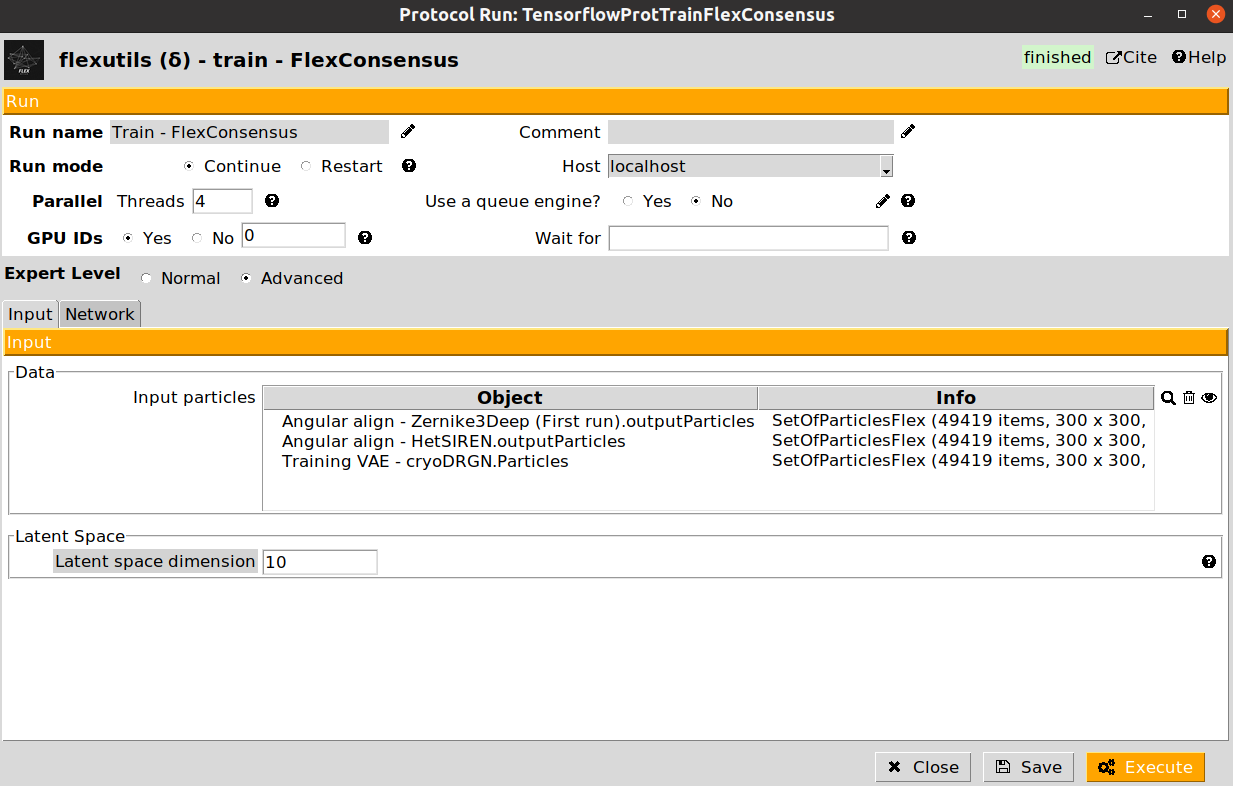 Protocol Run: TensorflowProtTrainFlexConsensus
FLEX
flexutils (δ) - train - FlexConsensus
finished Cite Help
Run
Run name Train - FlexConsensus Comment
Run mode Continue Restart Host localhost
Parallel Threads 4 Use a queue engine? Yes No
GPU IDs Yes No 0 Wait for
Expert Level Normal Advanced
Input Network
Input
Data
Input particles Object Info
Angular align - Zernike3Deep (First run).outputParticles SetOfParticlesFlex (49419 items, 300 x 300,
Angular align - HetSIREN.outputParticles SetOfParticlesFlex (49419 items, 300 x 300,
Training VAE - cryoDRGN.Particles SetOfParticlesFlex (49419 items, 300 x 300,
Latent Space
Latent space dimension 10
Close Save Execute